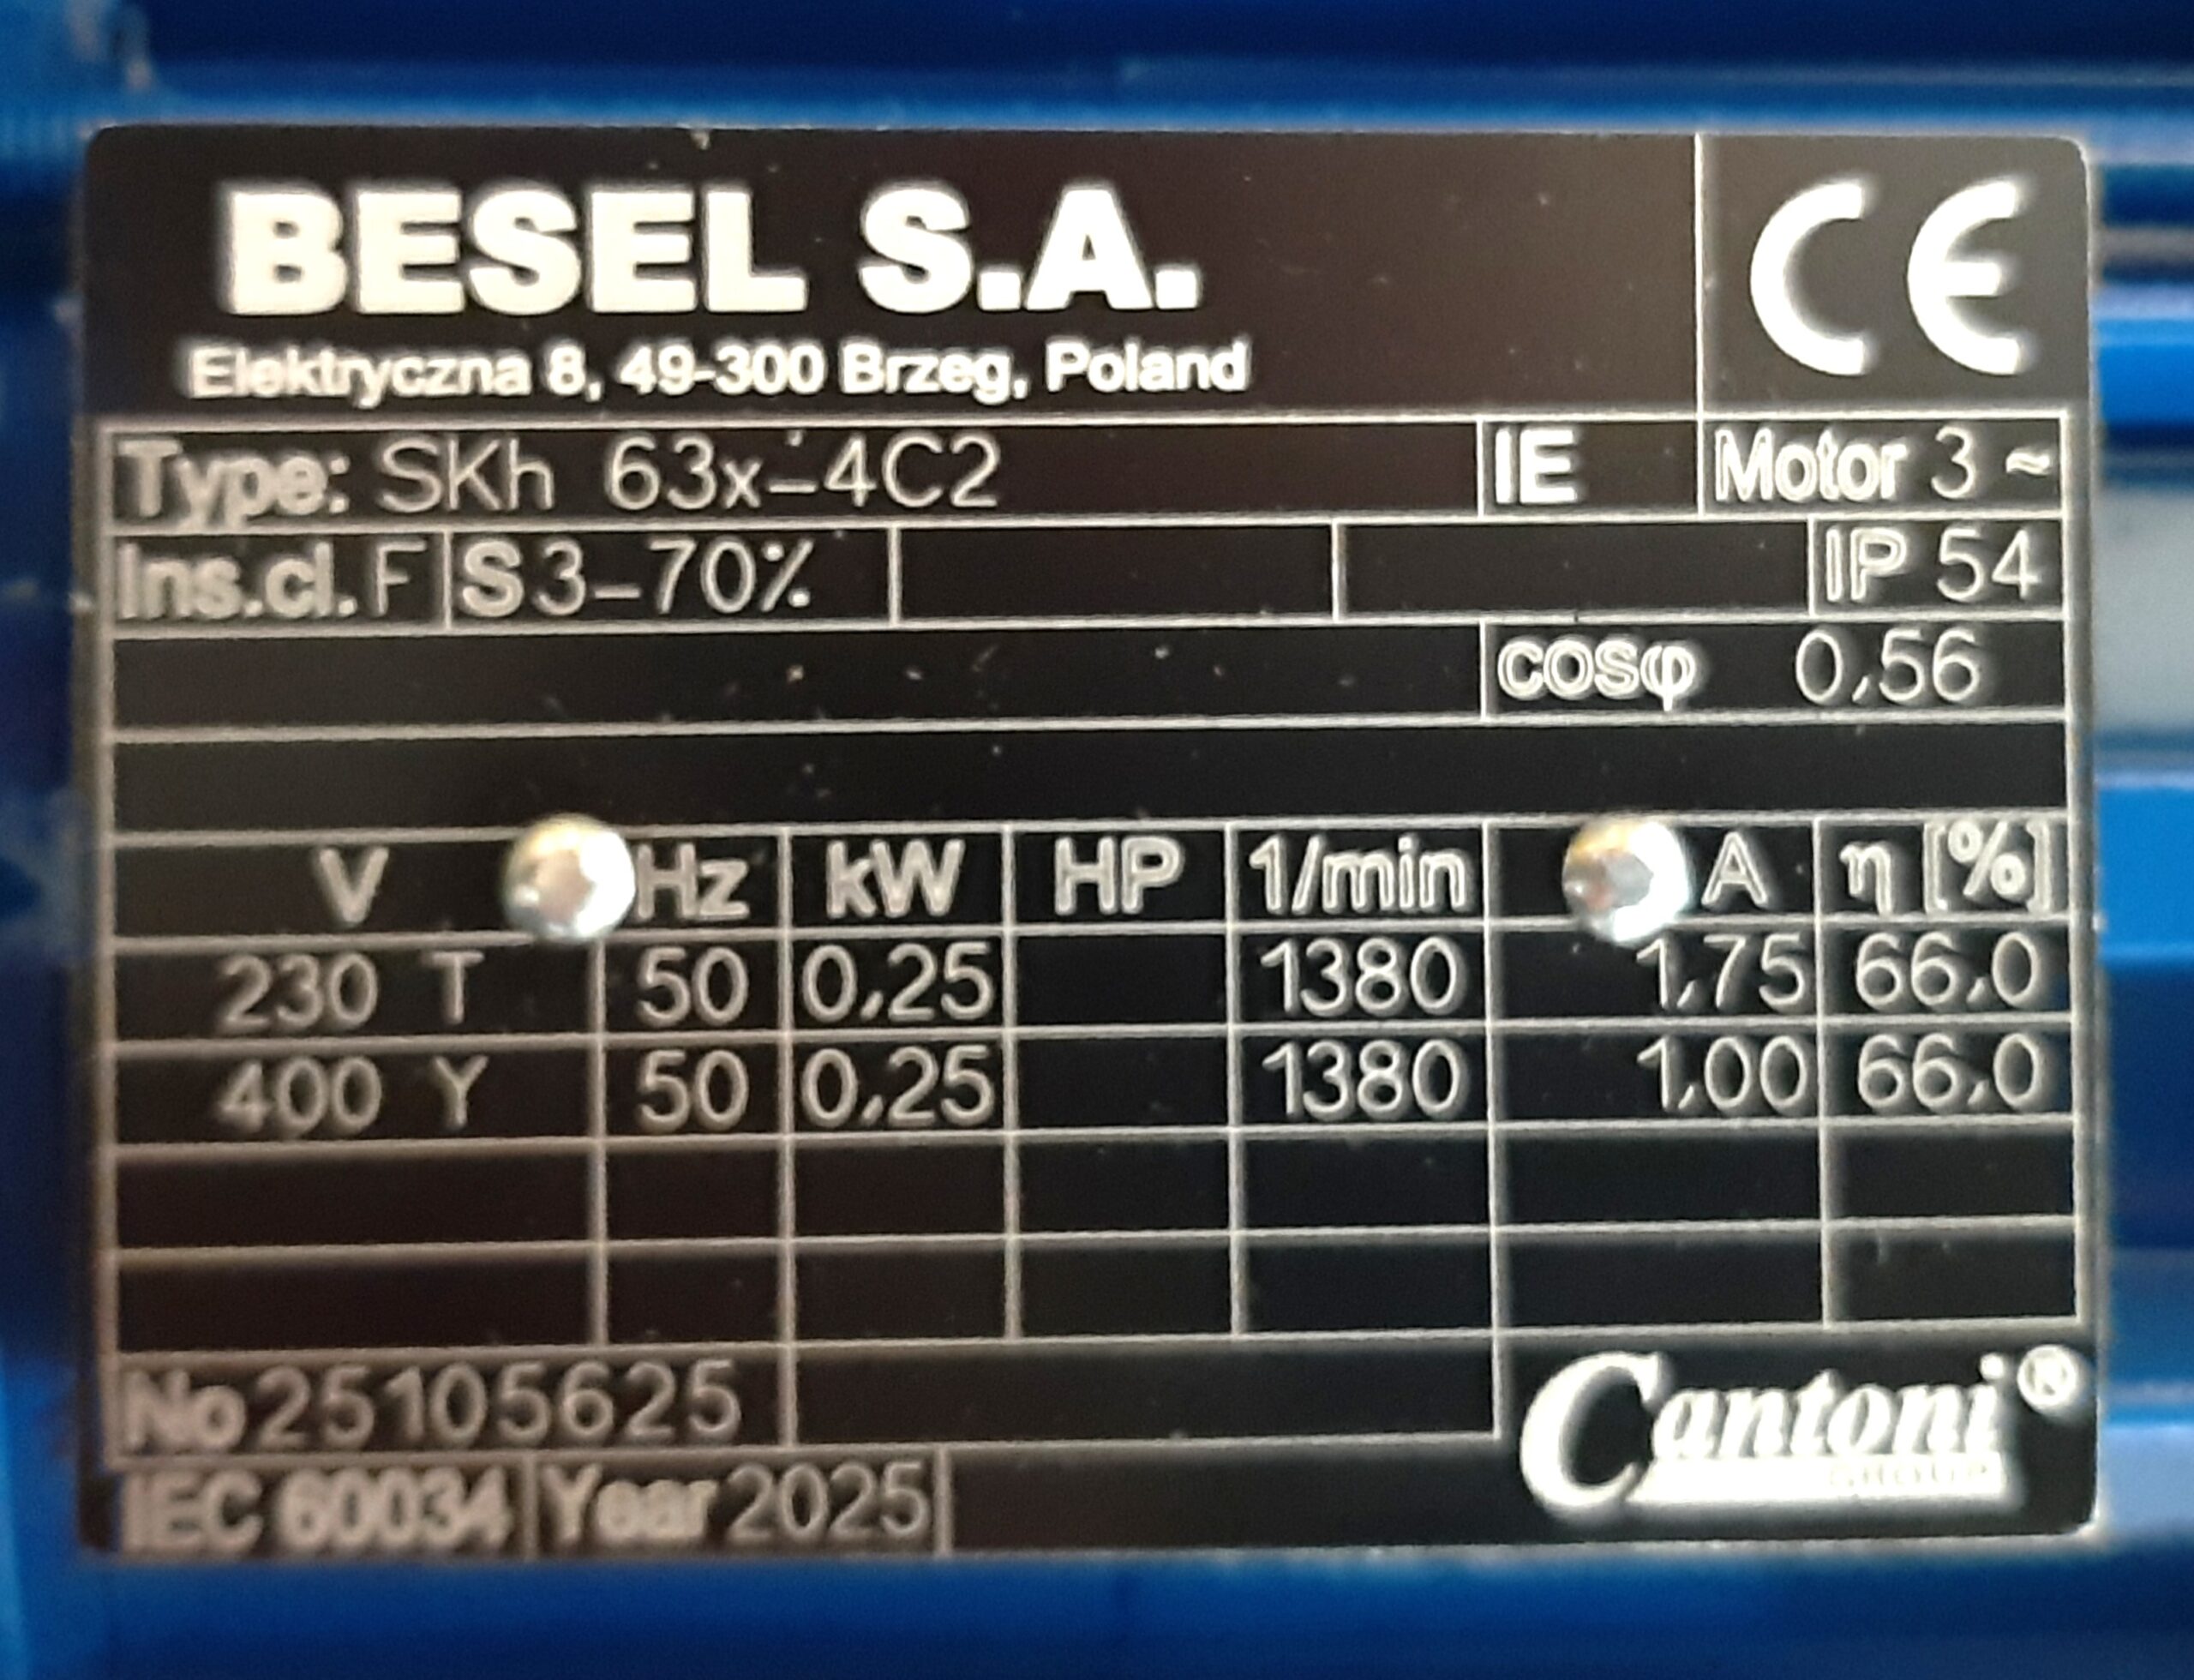 BESEL S.A.
CE
Elektryczna 8, 49-300 Brzeg, Poland
Type: SKh 63x-4C2 IE Motor 3 ~
Ins.cl. F S 3-70% IP 54
cosφ 0,56
V Hz kW HP 1/min A η [%]
230 T 50 0,25 1380 1,75 66,0
400 Y 50 0,25 1380 1,00 66,0
No 25105625
Cantoni®
GROUP
IEC 60034 Year 2025